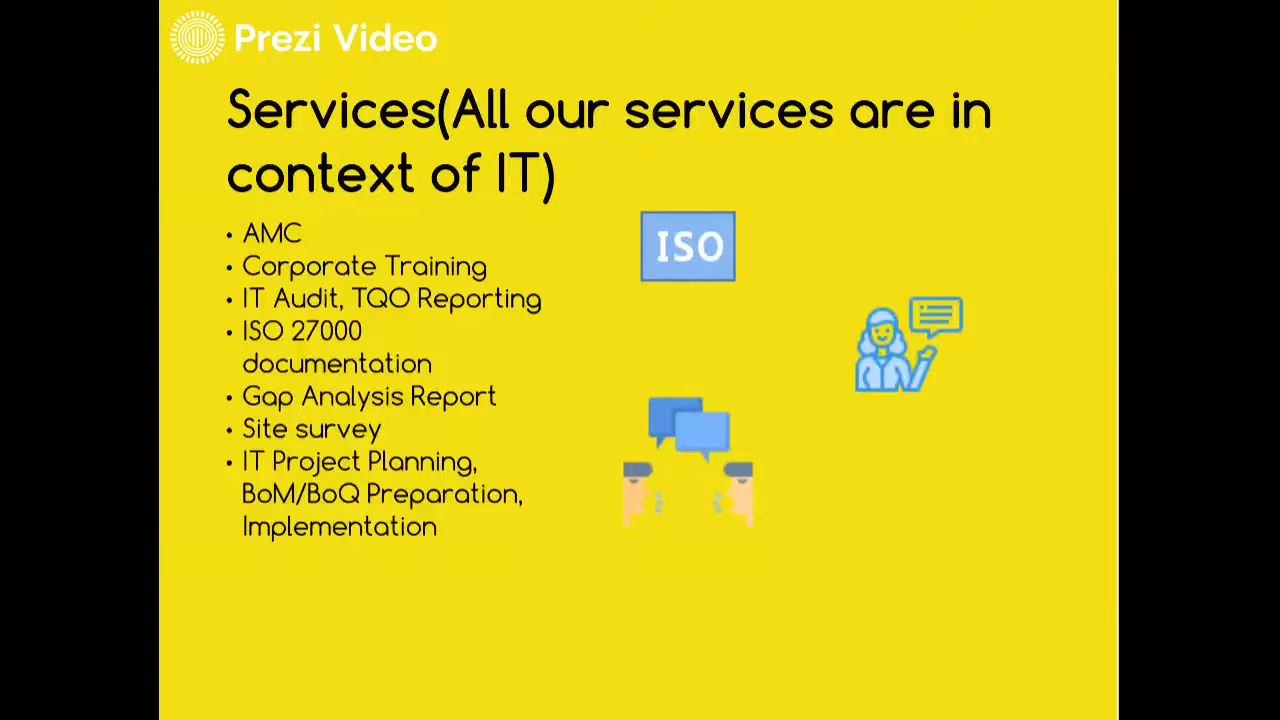 Prezi Video
Services(All our services are in
context of IT)
• AMC
• Corporate Training
• IT Audit, TQO Reporting
• ISO 27000
documentation
• Gap Analysis Report
• Site survey
• IT Project Planning,
BoM/BoQ Preparation,
Implementation
ISO